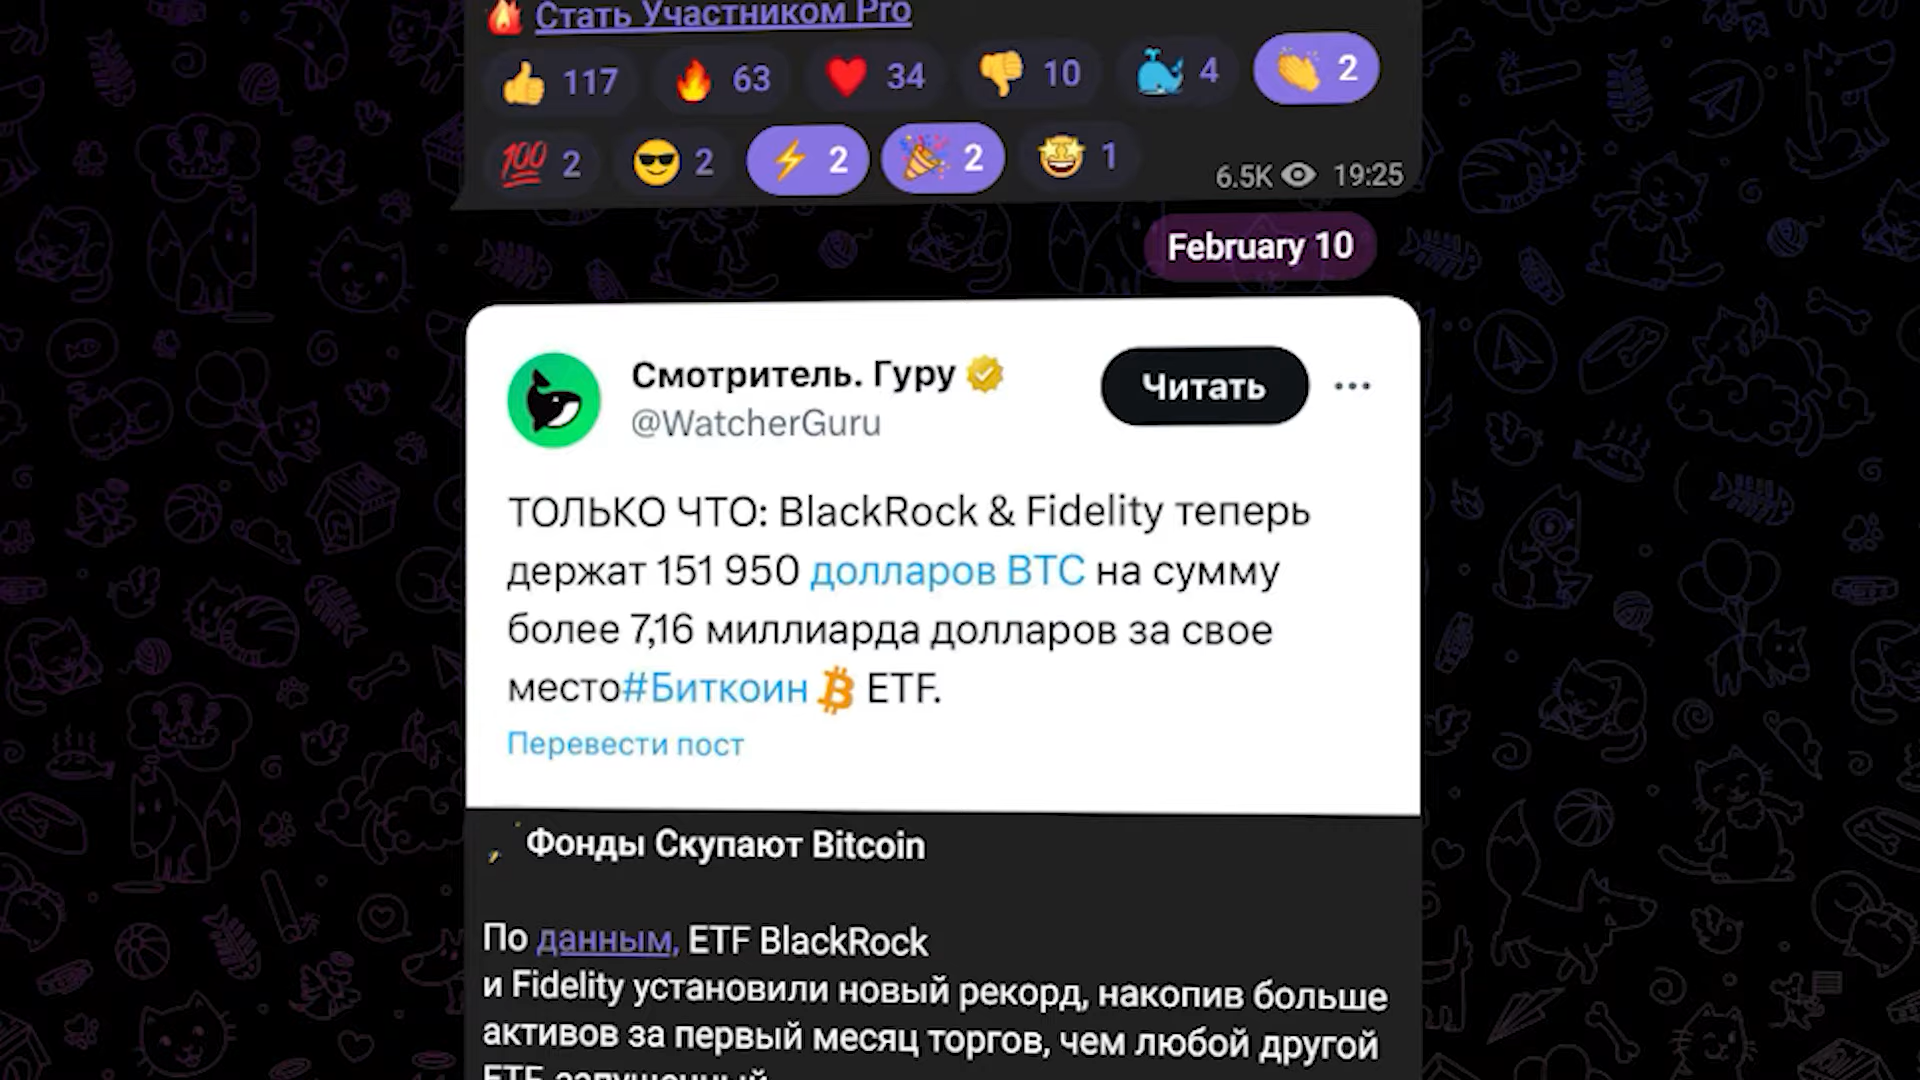 Стать Участником Pro
117 63 34 10 4 2
2 2 2 2 1 6.5K 19:25
February 10
Смотритель. Гуру
@WatcherGuru
Читать
ТОЛЬКО ЧТО: BlackRock & Fidelity теперь
держат 151 950 долларов BTC на сумму
более 7,16 миллиарда долларов за свое
место#Биткоин ETF.
Перевести пост
Фонды Скупают Bitcoin
По данным, ETF BlackRock
и Fidelity установили новый рекорд, накопив больше
активов за первый месяц торгов, чем любой другой
ETF, запущенный